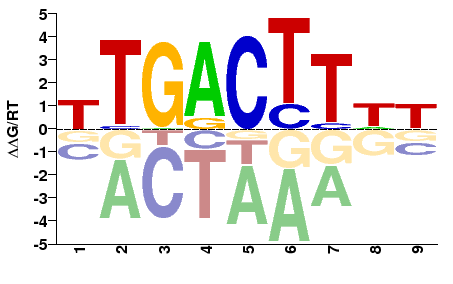 5
4
3
2
1
0
-1
-2
-3
-4
-5
ΔΔG/RT
T T G A C T T T T
C G C C C
G G T C G G G G G
C A C T T A A C
A
1 2 3 4 5 6 7 8 9